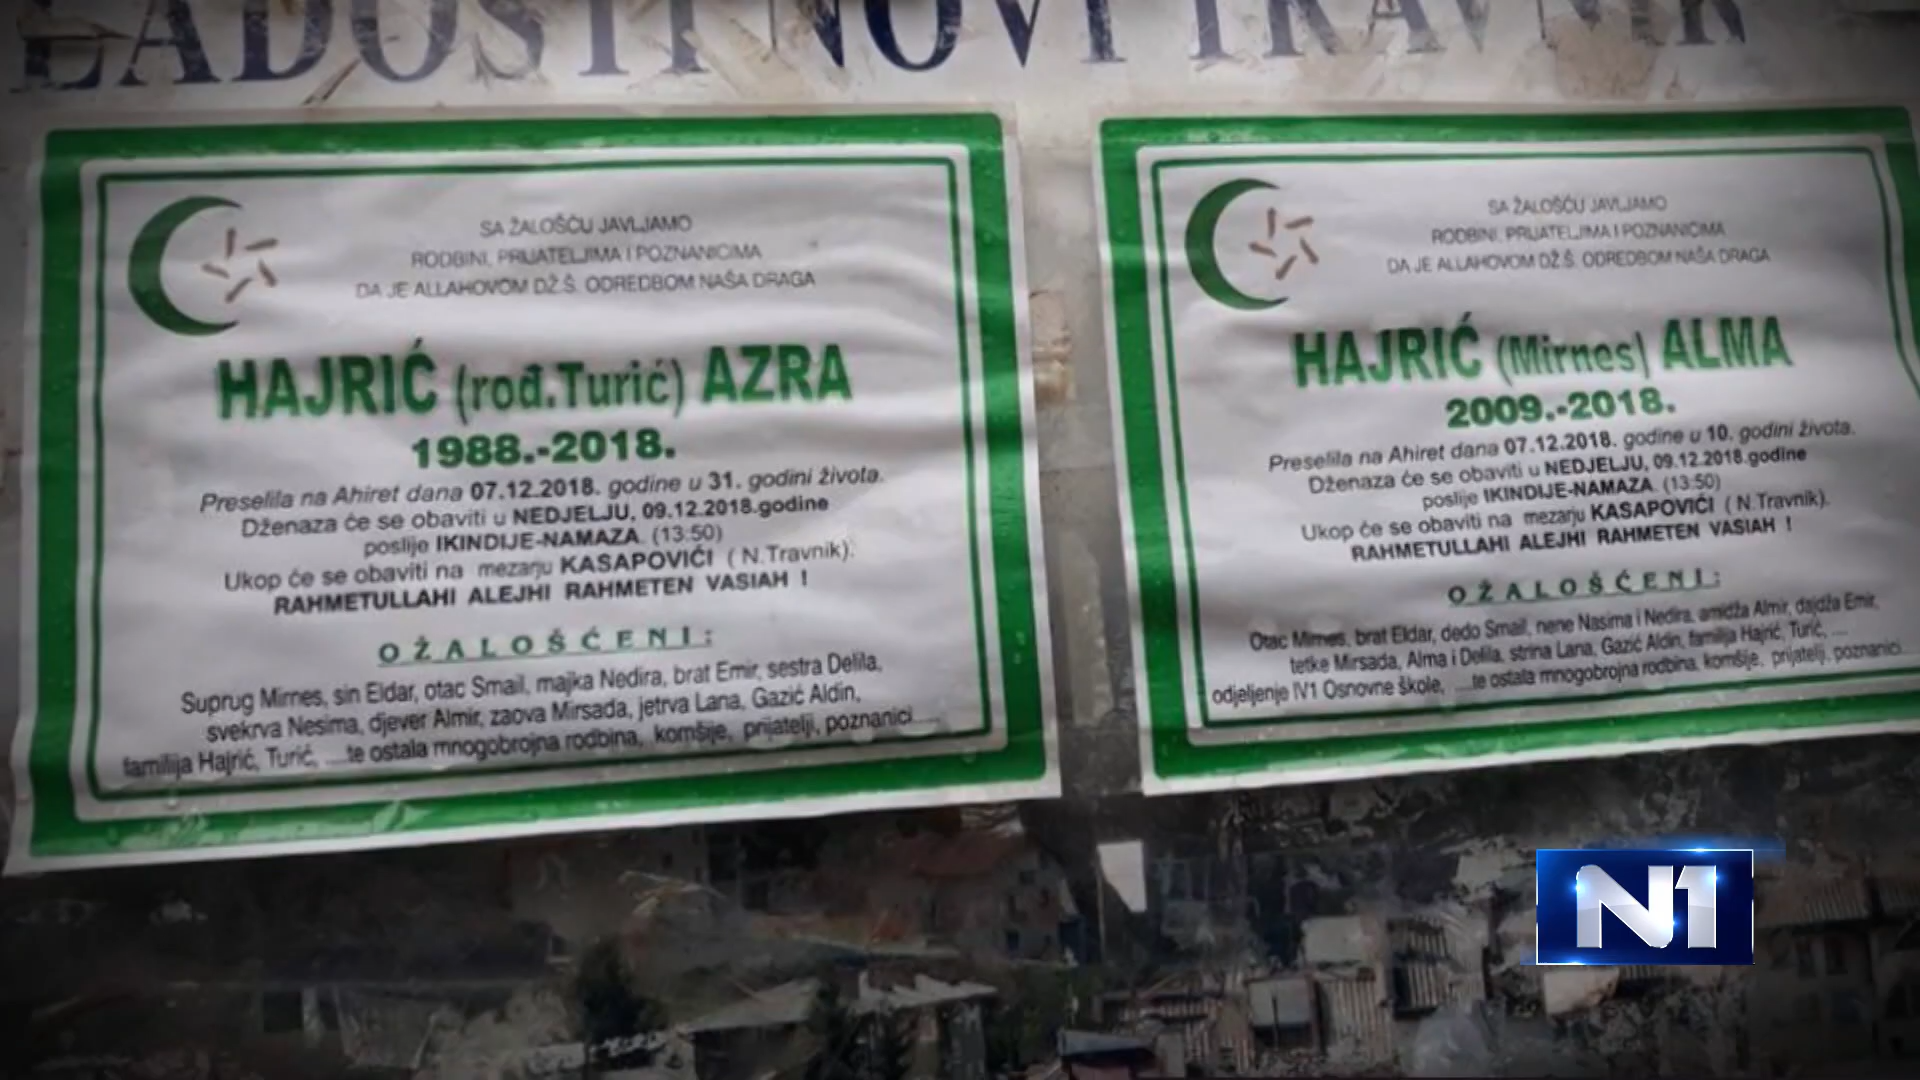 LADOSTI NOVI TRAVNIK
SA ŽALOŠĆU JAVLJAMO
RODBINI, PRIJATELJIMA I POZNANICIMA
DA JE ALLAHOVOM DŽ.Š. ODREDBOM NAŠA DRAGA
HAJRIĆ (rođ.Turić) AZRA
1988.-2018.
Preselila na Ahiret dana 07.12.2018. godine u 31. godini života.
Dženaza će se obaviti u NEDJELJU, 09.12.2018.godine
poslije IKINDIJE-NAMAZA. (13:50)
Ukop će se obaviti na mezarju KASAPOVIĆI ( N.Travnik).
RAHMETULLAHI ALEJHI RAHMETEN VASIAH !
OŽALOŠĆENI:
Suprug Mirnes, sin Eldar, otac Smail, majka Nedira, brat Emir, sestra Delila,
svekrva Nesima, djever Almir, zaova Mirsada, jetrva Lana, Gazić Aldin,
familija Hajrić, Turić, ....te ostala mnogobrojna rodbina, komšije, prijatelji, poznanici.....
SA ŽALOŠĆU JAVLJAMO
RODBINI, PRIJATELJIMA I POZNANICIMA
DA JE ALLAHOVOM DŽ.Š. ODREDBOM NAŠA DRAGA
HAJRIĆ (Mirnes) ALMA
2009.-2018.
Preselila na Ahiret dana 07.12.2018. godine u 10. godini života.
Dženaza će se obaviti u NEDJELJU, 09.12.2018.godine
poslije IKINDIJE-NAMAZA. (13:50)
Ukop će se obaviti na mezarju KASAPOVIĆI ( N.Travnik).
RAHMETULLAHI ALEJHI RAHMETEN VASIAH !
OŽALOŠĆENI:
Otac Mirnes, brat Eldar, dedo Smail, nene Nasima i Nedira, amidža Almir, dajdža Emir,
tetke Mirsada, Alma i Delila, strina Lana, Gazić Aldin, familija Hajrić, Turić, ....
odjeljenje IV1 Osnovne škole, ....te ostala mnogobrojna rodbina, komšije, prijatelji, poznanici.....
N1